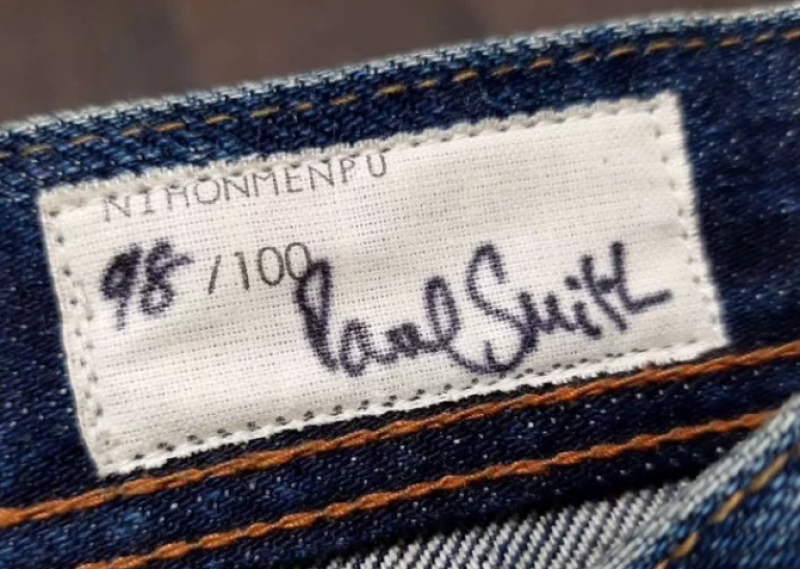 NIHONMENPU
98 /100
Paul Smith